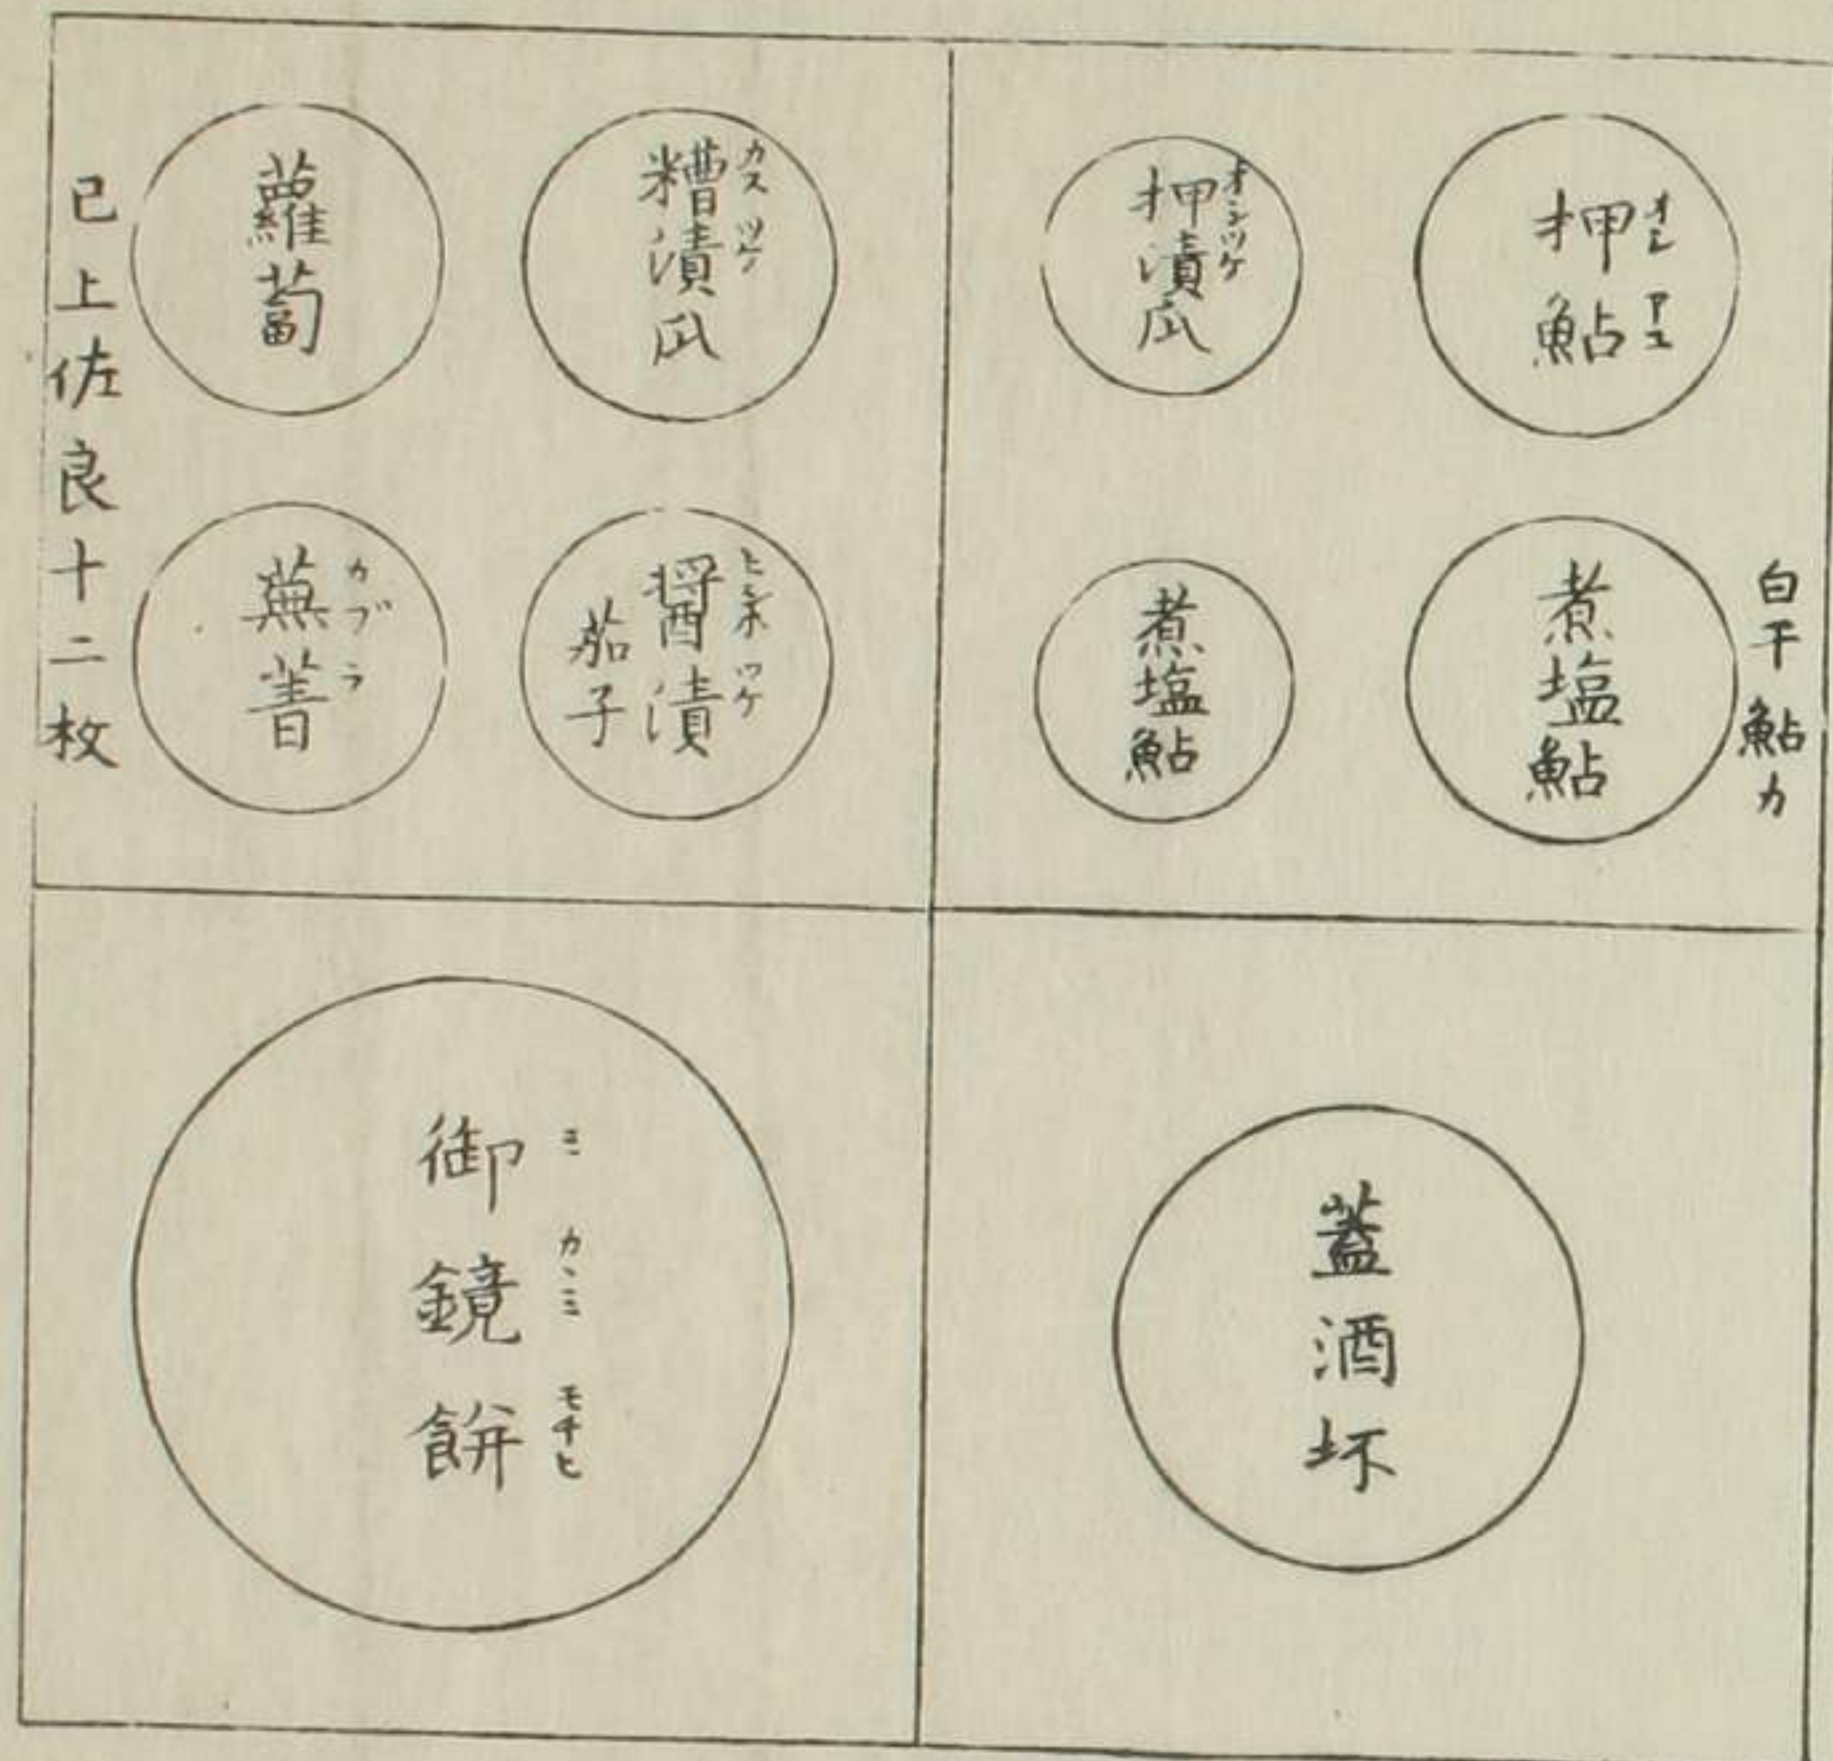 押鮎
オシアユ
白干鮎カ
煮塩鮎
押漬瓜
オシツケ
煮塩鮎
糟漬瓜
カスツケ
醤漬
ヒシホツケ
茄子
蘿蔔
蕪菁
カブラ
已上佐良十二枚
蓋酒坏
御鏡餅
ミカヽミモチヒ